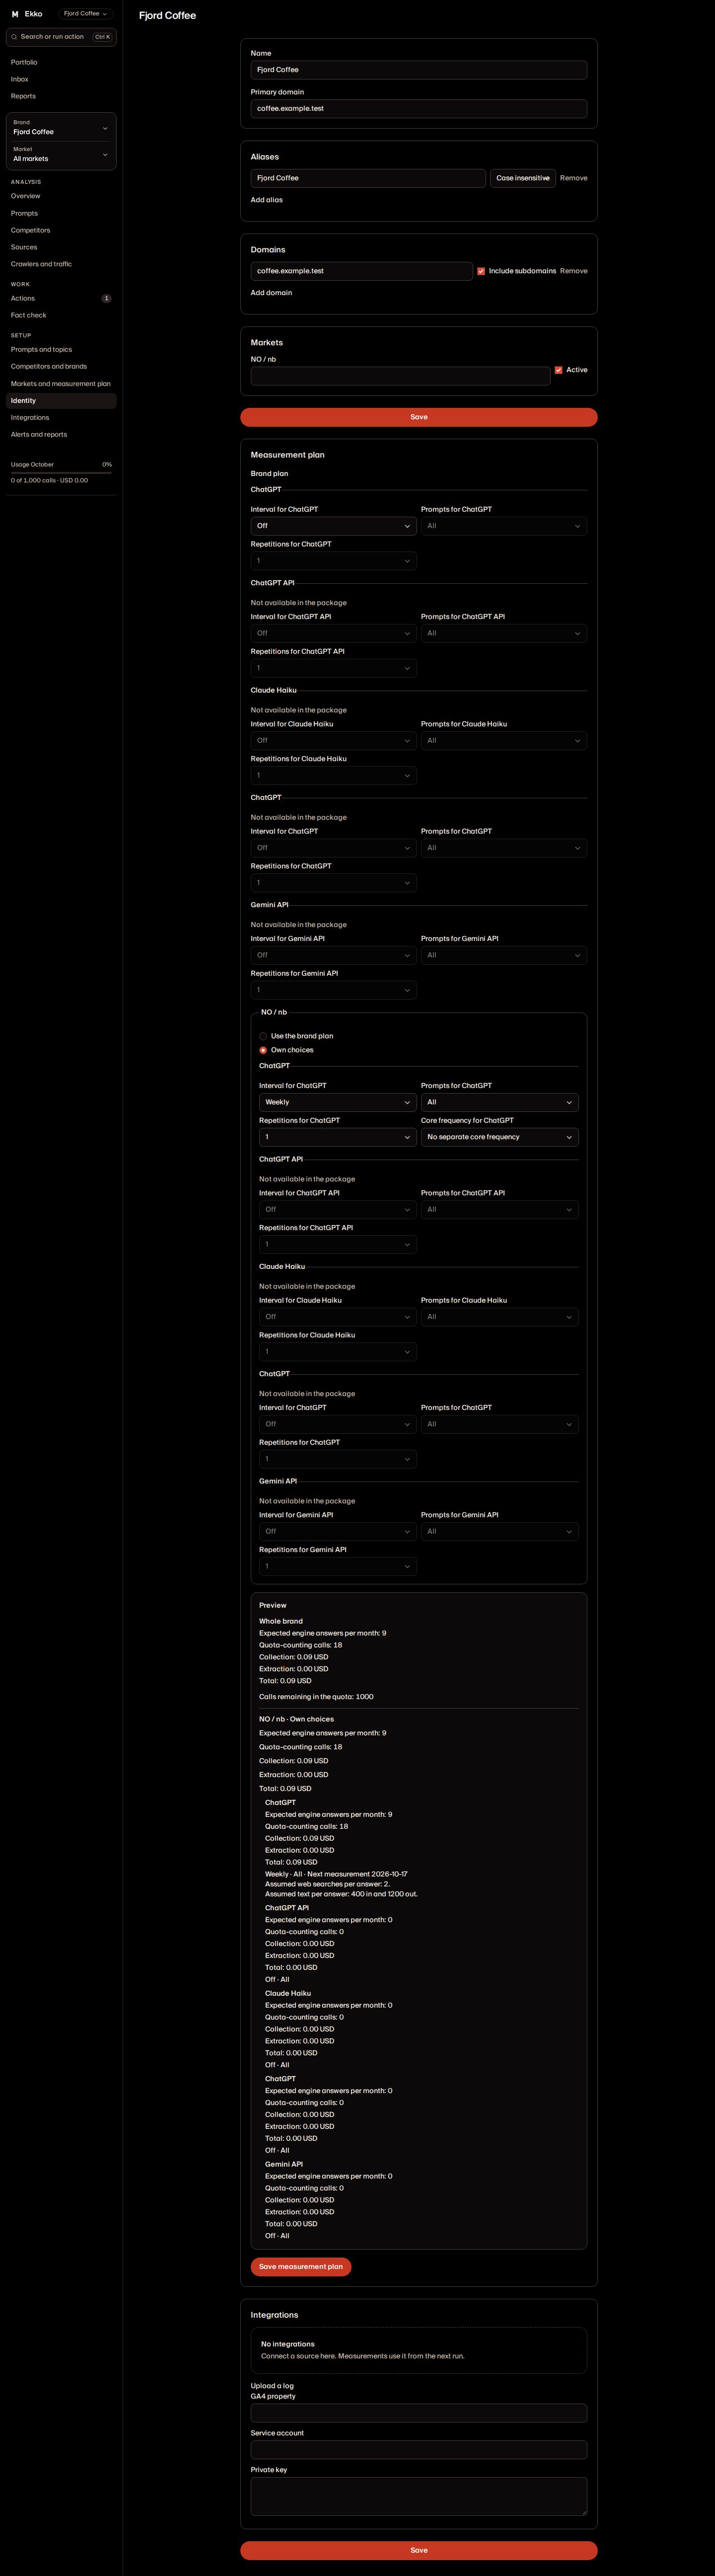 Ekko
Fjord Coffee
Search or run action
Ctrl K
Portfolio
Inbox
Reports
Brand
Fjord Coffee
Market
All markets
ANALYSIS
Overview
Prompts
Competitors
Sources
Crawlers and traffic
WORK
Actions
1
Fact check
SETUP
Prompts and topics
Competitors and brands
Markets and measurement plan
Identity
Integrations
Alerts and reports
Usage October
0%
0 of 1,000 calls · USD 0.00
Fjord Coffee
Name
Fjord Coffee
Primary domain
coffee.example.test
Aliases
Fjord Coffee
Case insensitive
Remove
Add alias
Domains
coffee.example.test
Include subdomains
Remove
Add domain
Markets
NO / nb
Active
Save
Measurement plan
Brand plan
ChatGPT
Interval for ChatGPT
Prompts for ChatGPT
Off
All
Repetitions for ChatGPT
1
ChatGPT API
Not available in the package
Interval for ChatGPT API
Prompts for ChatGPT API
Off
All
Repetitions for ChatGPT API
1
Claude Haiku
Not available in the package
Interval for Claude Haiku
Prompts for Claude Haiku
Off
All
Repetitions for Claude Haiku
1
ChatGPT
Not available in the package
Interval for ChatGPT
Prompts for ChatGPT
Off
All
Repetitions for ChatGPT
1
Gemini API
Not available in the package
Interval for Gemini API
Prompts for Gemini API
Off
All
Repetitions for Gemini API
1
NO / nb
Use the brand plan
Own choices
ChatGPT
Interval for ChatGPT
Prompts for ChatGPT
Weekly
All
Repetitions for ChatGPT
Core frequency for ChatGPT
1
No separate core frequency
ChatGPT API
Not available in the package
Interval for ChatGPT API
Prompts for ChatGPT API
Off
All
Repetitions for ChatGPT API
1
Claude Haiku
Not available in the package
Interval for Claude Haiku
Prompts for Claude Haiku
Off
All
Repetitions for Claude Haiku
1
ChatGPT
Not available in the package
Interval for ChatGPT
Prompts for ChatGPT
Off
All
Repetitions for ChatGPT
1
Gemini API
Not available in the package
Interval for Gemini API
Prompts for Gemini API
Off
All
Repetitions for Gemini API
1
Preview
Whole brand
Expected engine answers per month: 9
Quota-counting calls: 18
Collection: 0.09 USD
Extraction: 0.00 USD
Total: 0.09 USD
Calls remaining in the quota: 1000
NO / nb · Own choices
Expected engine answers per month: 9
Quota-counting calls: 18
Collection: 0.09 USD
Extraction: 0.00 USD
Total: 0.09 USD
ChatGPT
Expected engine answers per month: 9
Quota-counting calls: 18
Collection: 0.09 USD
Extraction: 0.00 USD
Total: 0.09 USD
Weekly · All · Next measurement 2026-10-17
Assumed web searches per answer: 2.
Assumed text per answer: 400 in and 1200 out.
ChatGPT API
Expected engine answers per month: 0
Quota-counting calls: 0
Collection: 0.00 USD
Extraction: 0.00 USD
Total: 0.00 USD
Off · All
Claude Haiku
Expected engine answers per month: 0
Quota-counting calls: 0
Collection: 0.00 USD
Extraction: 0.00 USD
Total: 0.00 USD
Off · All
ChatGPT
Expected engine answers per month: 0
Quota-counting calls: 0
Collection: 0.00 USD
Extraction: 0.00 USD
Total: 0.00 USD
Off · All
Gemini API
Expected engine answers per month: 0
Quota-counting calls: 0
Collection: 0.00 USD
Extraction: 0.00 USD
Total: 0.00 USD
Off · All
Save measurement plan
Integrations
No integrations
Connect a source here. Measurements use it from the next run.
Upload a log
GA4 property
Service account
Private key
Save